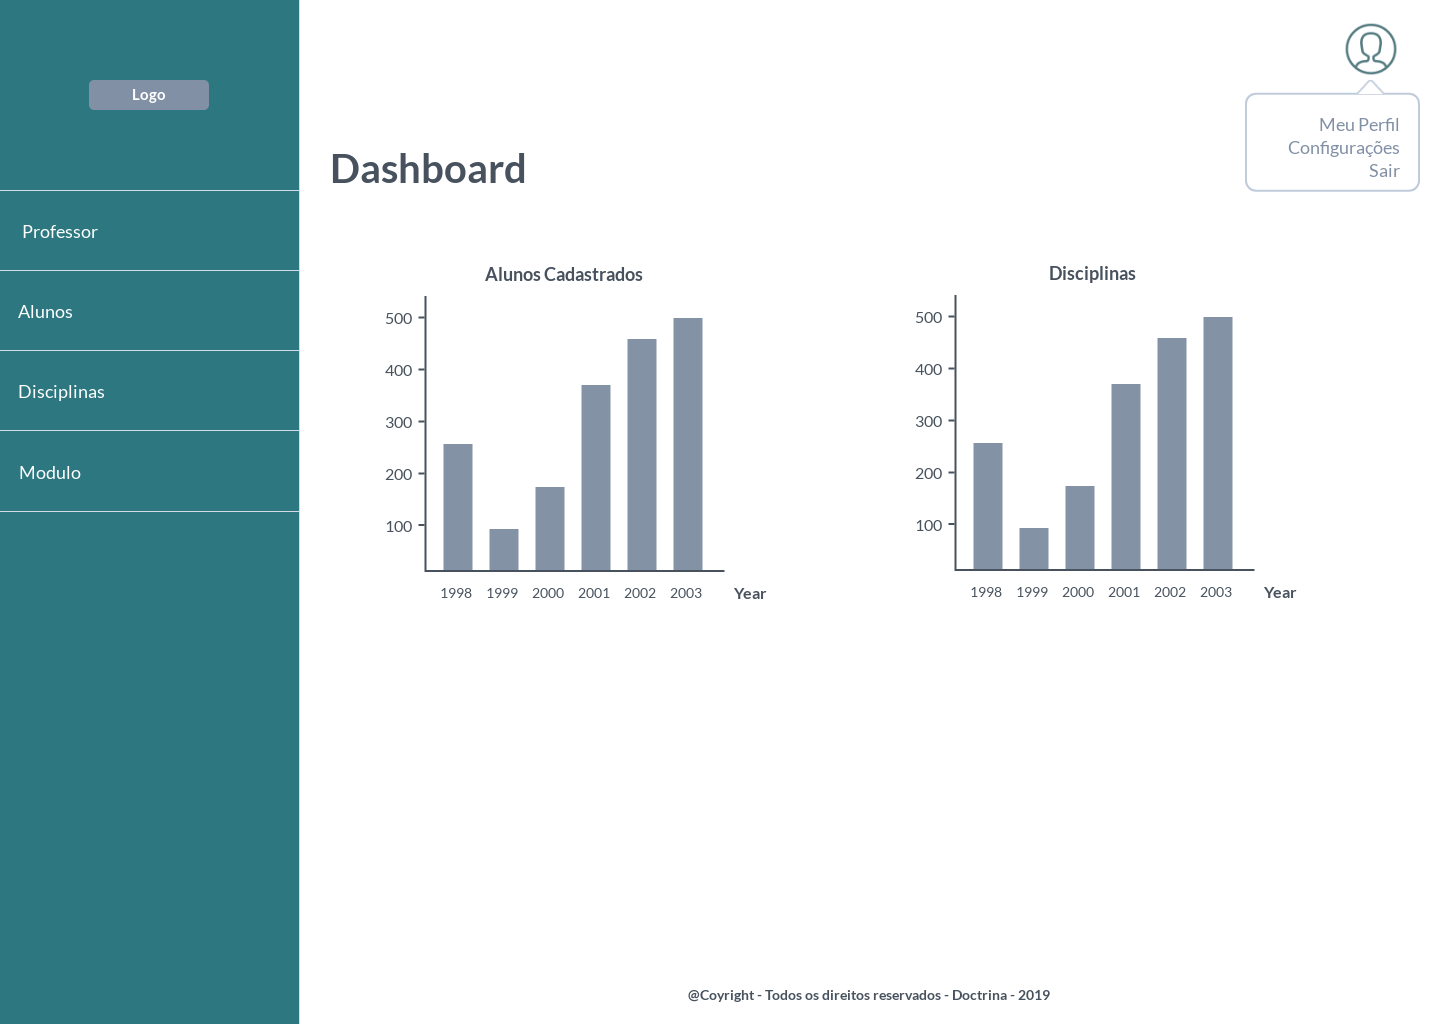 Logo
Professor
Alunos
Disciplinas
Modulo
Meu Perfil
Configurações
Sair
Dashboard
Alunos Cadastrados
500
400
300
200
100
1998 1999 2000 2001 2002 2003 Year
Disciplinas
500
400
300
200
100
1998 1999 2000 2001 2002 2003 Year
@Coyright - Todos os direitos reservados - Doctrina - 2019